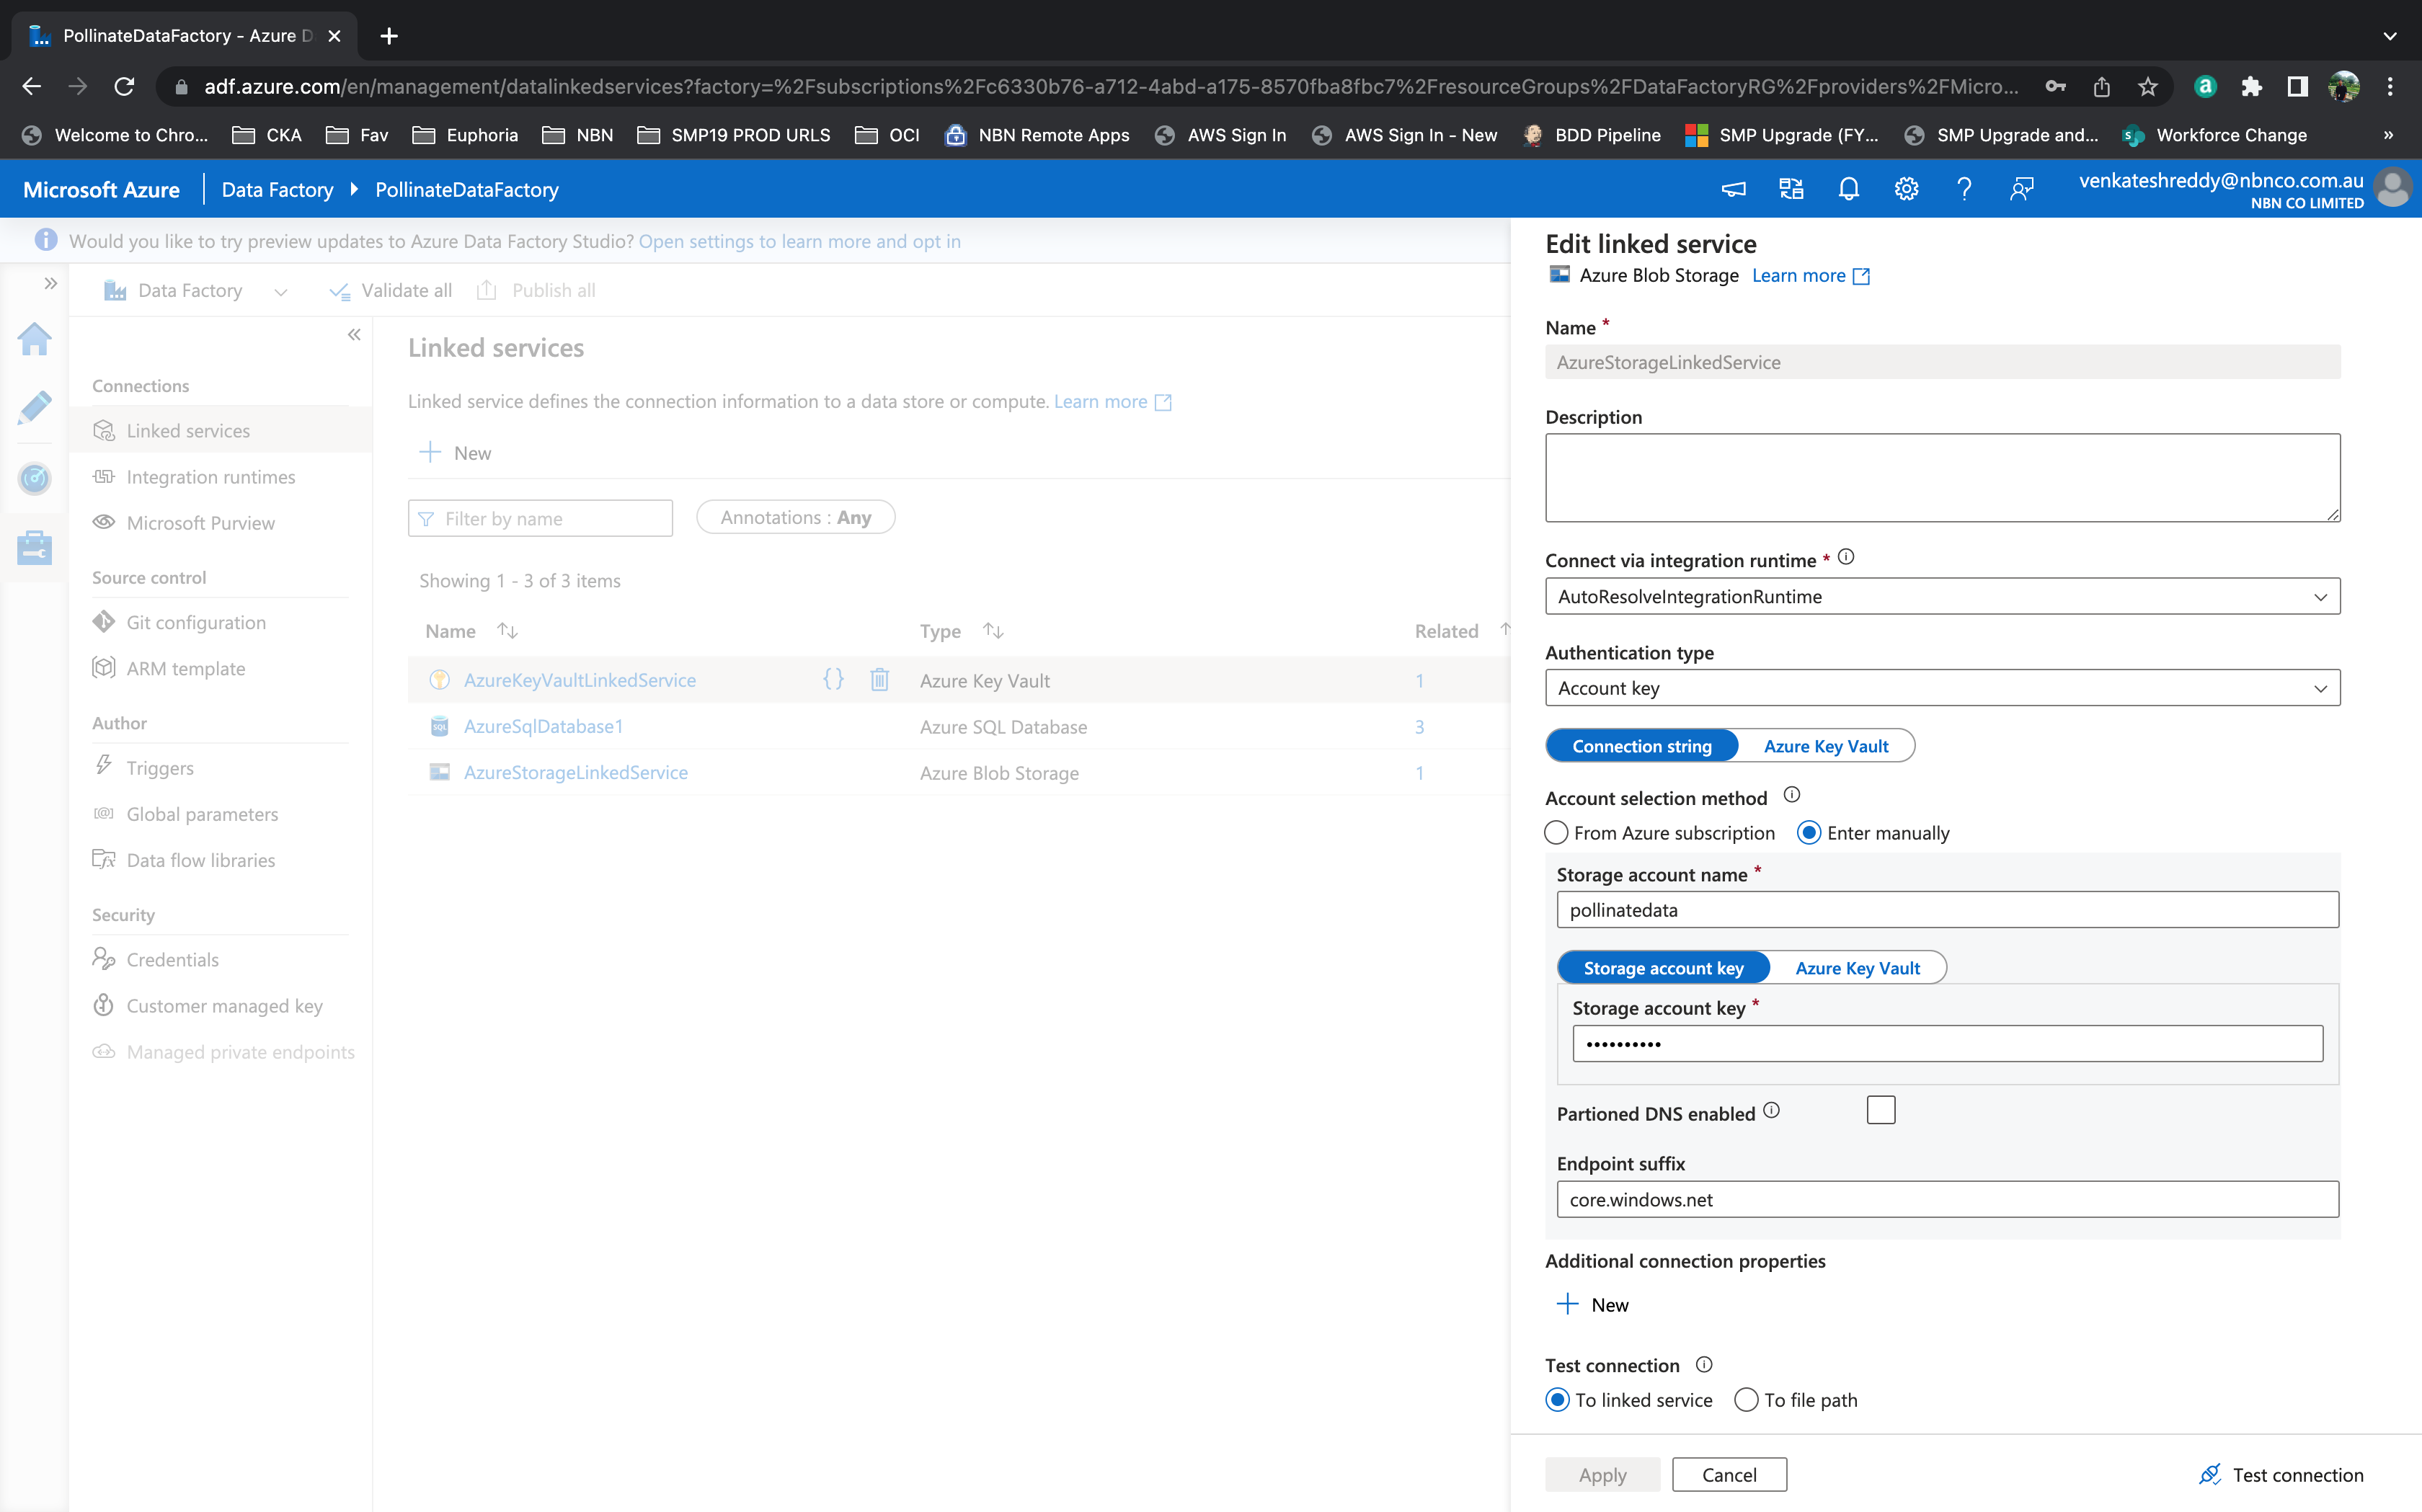 PollinateDataFactory - Azure D
adf.azure.com/en/management/datalinkedservices?factory=%2Fsubscriptions%2Fc6330b76-a712-4abd-a175-8570fba8fbc7%2FresourceGroups%2FDataFactoryRG%2Fproviders%2FMicro...
Welcome to Chro... CKA Fav Euphoria NBN SMP19 PROD URLS OCI NBN Remote Apps AWS Sign In AWS Sign In - New BDD Pipeline SMP Upgrade (FY... SMP Upgrade and... Workforce Change »
Microsoft Azure Data Factory PollinateDataFactory
venkateshreddy@nbnco.com.au
NBN CO LIMITED
Would you like to try preview updates to Azure Data Factory Studio? Open settings to learn more and opt in
Data Factory Validate all Publish all
Connections
Linked services
Integration runtimes
Microsoft Purview
Source control
Git configuration
ARM template
Author
Triggers
Global parameters
Data flow libraries
Security
Credentials
Customer managed key
Managed private endpoints
Linked services
Linked service defines the connection information to a data store or compute. Learn more
New
Filter by name Annotations : Any
Showing 1 - 3 of 3 items
Name Type Related
AzureKeyVaultLinkedService {} Azure Key Vault 1
AzureSqlDatabase1 Azure SQL Database 3
AzureStorageLinkedService Azure Blob Storage 1
Edit linked service
Azure Blob Storage Learn more
Name *
AzureStorageLinkedService
Description
Connect via integration runtime *
AutoResolveIntegrationRuntime
Authentication type
Account key
Connection string Azure Key Vault
Account selection method
From Azure subscription Enter manually
Storage account name *
pollinatedata
Storage account key Azure Key Vault
Storage account key *
••••••••••
Partioned DNS enabled
Endpoint suffix
core.windows.net
Additional connection properties
New
Test connection
To linked service To file path
Apply Cancel Test connection